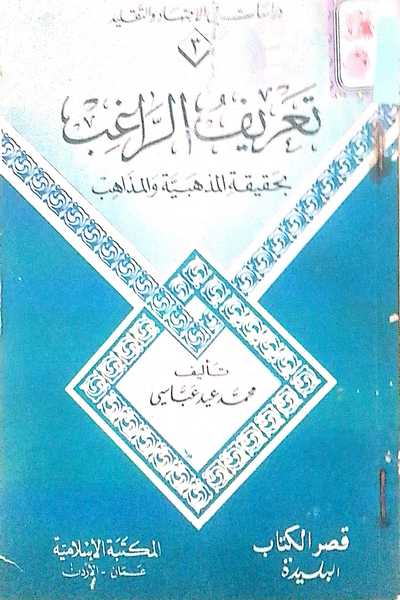 دراسات في الاجتهاد والتقليد
٣
تعريف الراغب
بحقيقة المذهبية والمذاهب
تأليف
محمد عيد عباسي
قصر الكتاب
البليدة
المكتبة الإسلامية
عمان - الأردن